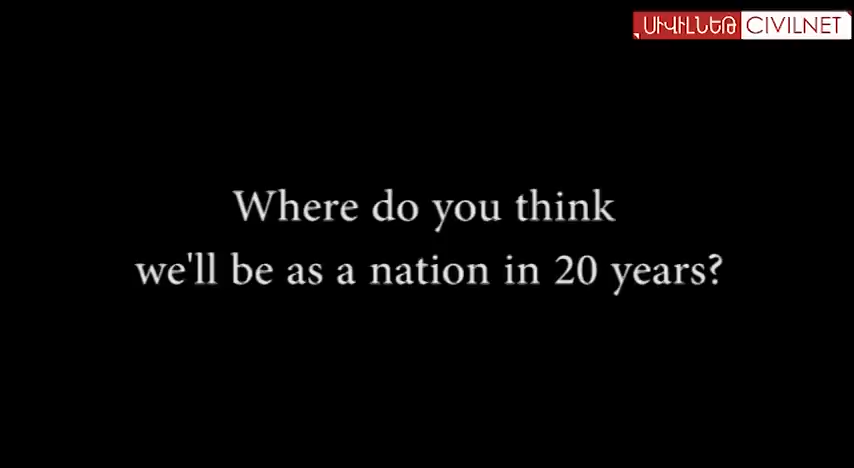 ՍԻՎԻԼՆԵԹ CIVILNET
Where do you think
we'll be as a nation in 20 years?